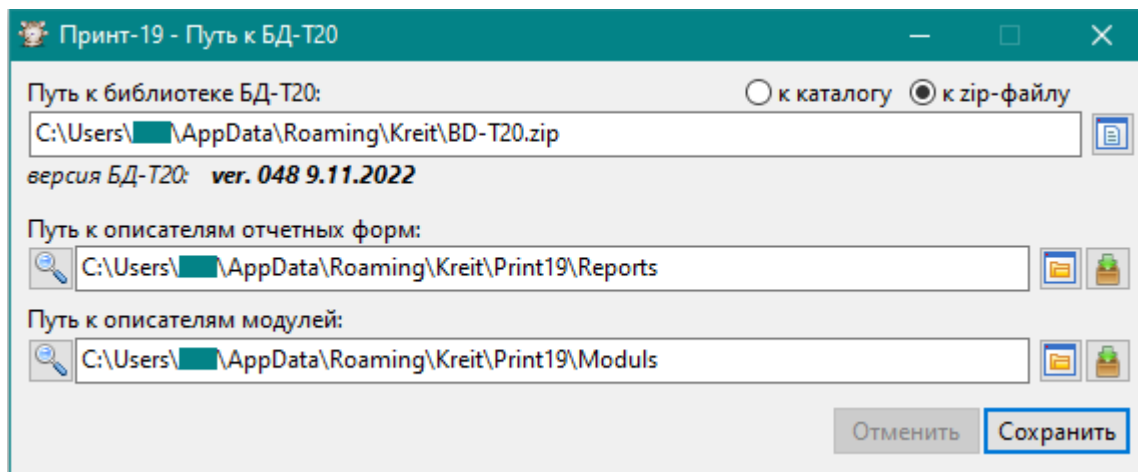 Принт-19 - Путь к БД-Т20
Путь к библиотеке БД-Т20: к каталогу к zip-файлу
C:\Users\ \AppData\Roaming\Kreit\BD-T20.zip
версия БД-Т20: ver. 048 9.11.2022
Путь к описателям отчетных форм:
C:\Users\ \AppData\Roaming\Kreit\Print19\Reports
Путь к описателям модулей:
C:\Users\ \AppData\Roaming\Kreit\Print19\Moduls
Отменить Сохранить